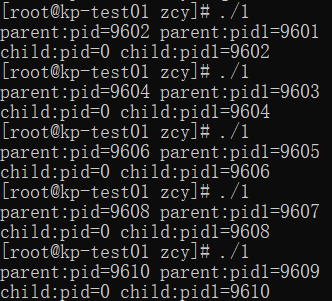 [root@kp-test01 zcy]# ./1
parent:pid=9602 parent:pid1=9601
child:pid=0 child:pid1=9602
[root@kp-test01 zcy]# ./1
parent:pid=9604 parent:pid1=9603
child:pid=0 child:pid1=9604
[root@kp-test01 zcy]# ./1
parent:pid=9606 parent:pid1=9605
child:pid=0 child:pid1=9606
[root@kp-test01 zcy]# ./1
parent:pid=9608 parent:pid1=9607
child:pid=0 child:pid1=9608
[root@kp-test01 zcy]# ./1
parent:pid=9610 parent:pid1=9609
child:pid=0 child:pid1=9610